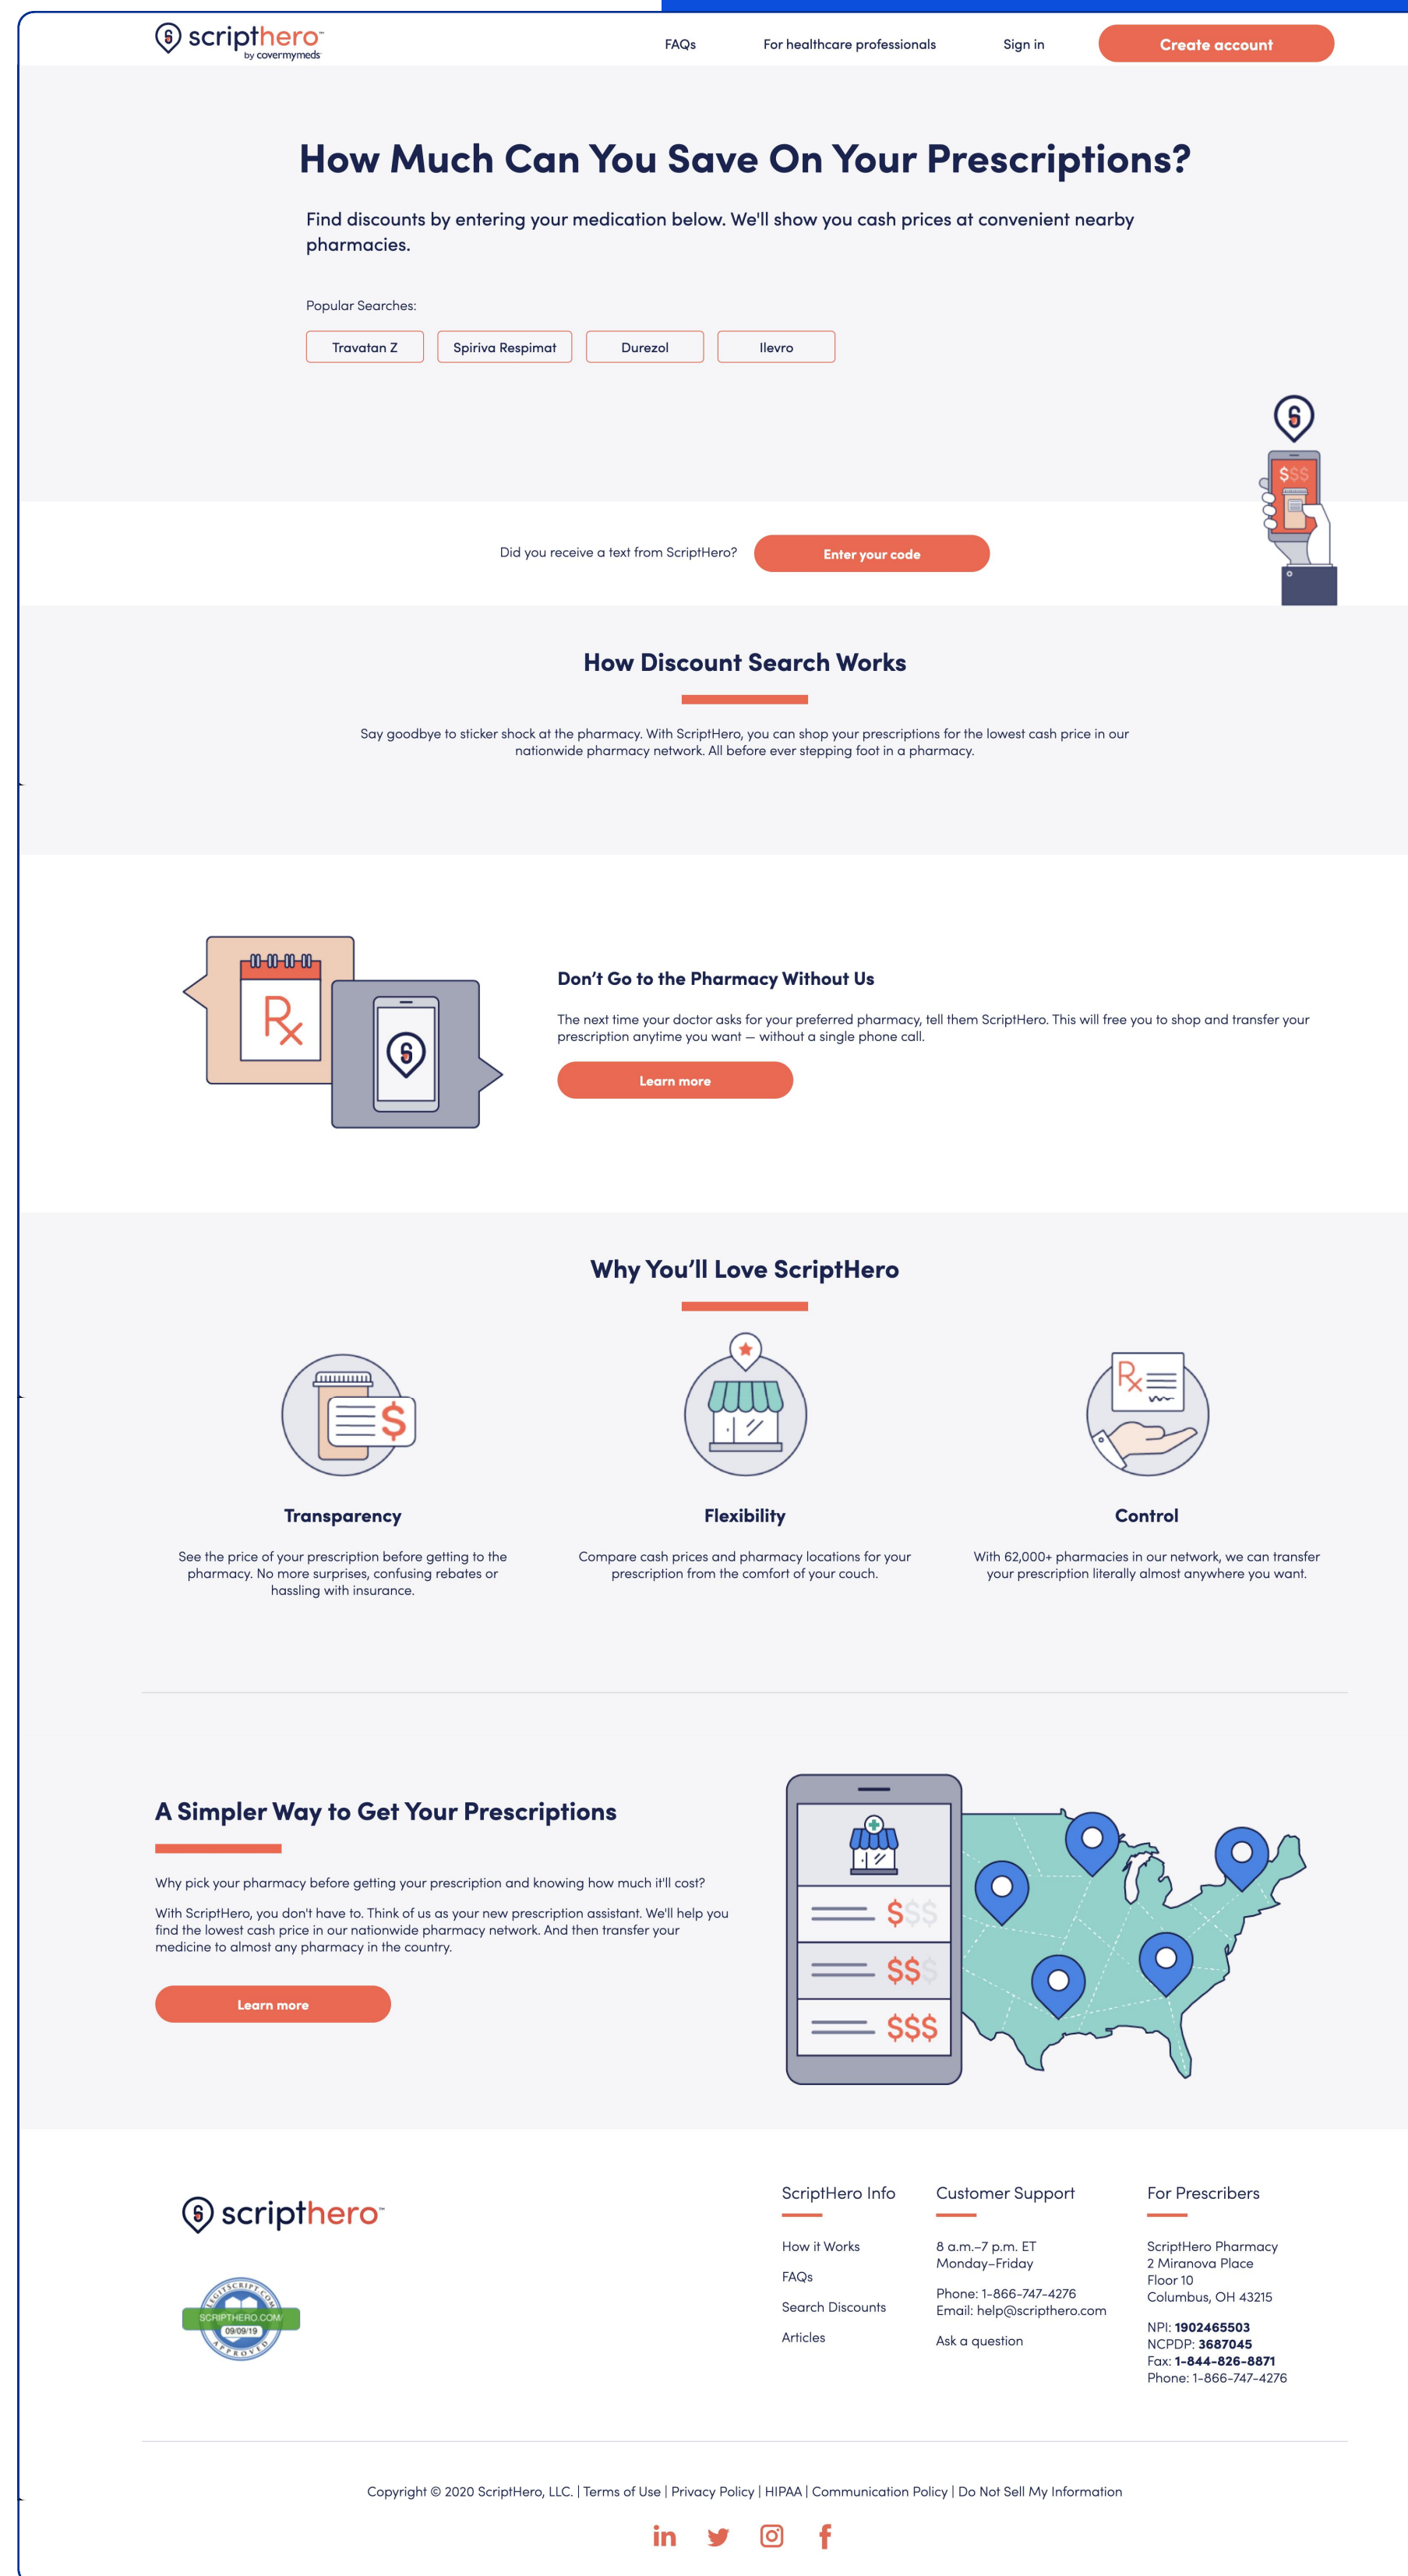 scripthero™
by covermymeds®
FAQs
For healthcare professionals
Sign in
Create account
How Much Can You Save On Your Prescriptions?
Find discounts by entering your medication below. We'll show you cash prices at convenient nearby
pharmacies.
Popular Searches:
Travatan Z
Spiriva Respimat
Durezol
Ilevro
$$$
Did you receive a text from ScriptHero?
Enter your code
How Discount Search Works
Say goodbye to sticker shock at the pharmacy. With ScriptHero, you can shop your prescriptions for the lowest cash price in our
nationwide pharmacy network. All before ever stepping foot in a pharmacy.
Rx
Don’t Go to the Pharmacy Without Us
The next time your doctor asks for your preferred pharmacy, tell them ScriptHero. This will free you to shop and transfer your
prescription anytime you want — without a single phone call.
Learn more
Why You’ll Love ScriptHero
$
Rx
Transparency
See the price of your prescription before getting to the
pharmacy. No more surprises, confusing rebates or
hassling with insurance.
Flexibility
Compare cash prices and pharmacy locations for your
prescription from the comfort of your couch.
Control
With 62,000+ pharmacies in our network, we can transfer
your prescription literally almost anywhere you want.
A Simpler Way to Get Your Prescriptions
Why pick your pharmacy before getting your prescription and knowing how much it'll cost?
With ScriptHero, you don't have to. Think of us as your new prescription assistant. We'll help you
find the lowest cash price in our nationwide pharmacy network. And then transfer your
medicine to almost any pharmacy in the country.
Learn more
$$$
$$$
$$$
scripthero™
LEGITSCRIPT.COM
SCRIPTHERO.COM
09/09/19
APPROVED
ScriptHero Info
How it Works
FAQs
Search Discounts
Articles
Customer Support
8 a.m.–7 p.m. ET
Monday–Friday
Phone: 1-866-747-4276
Email: help@scripthero.com
Ask a question
For Prescribers
ScriptHero Pharmacy
2 Miranova Place
Floor 10
Columbus, OH 43215
NPI: 1902465503
NCPDP: 3687045
Fax: 1-844-826-8871
Phone: 1-866-747-4276
Copyright © 2020 ScriptHero, LLC. | Terms of Use | Privacy Policy | HIPAA | Communication Policy | Do Not Sell My Information